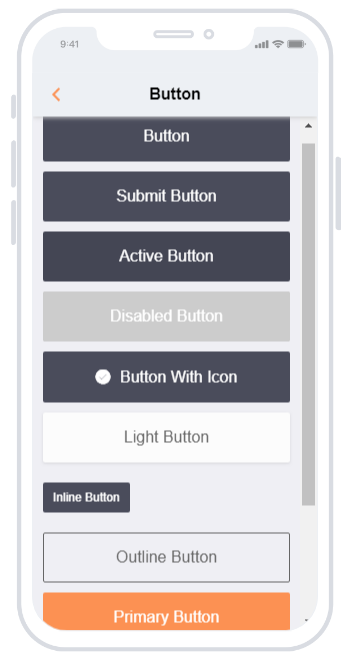 9:41
Button
Button
Submit Button
Active Button
Disabled Button
Button With Icon
Light Button
Inline Button
Outline Button
Primary Button